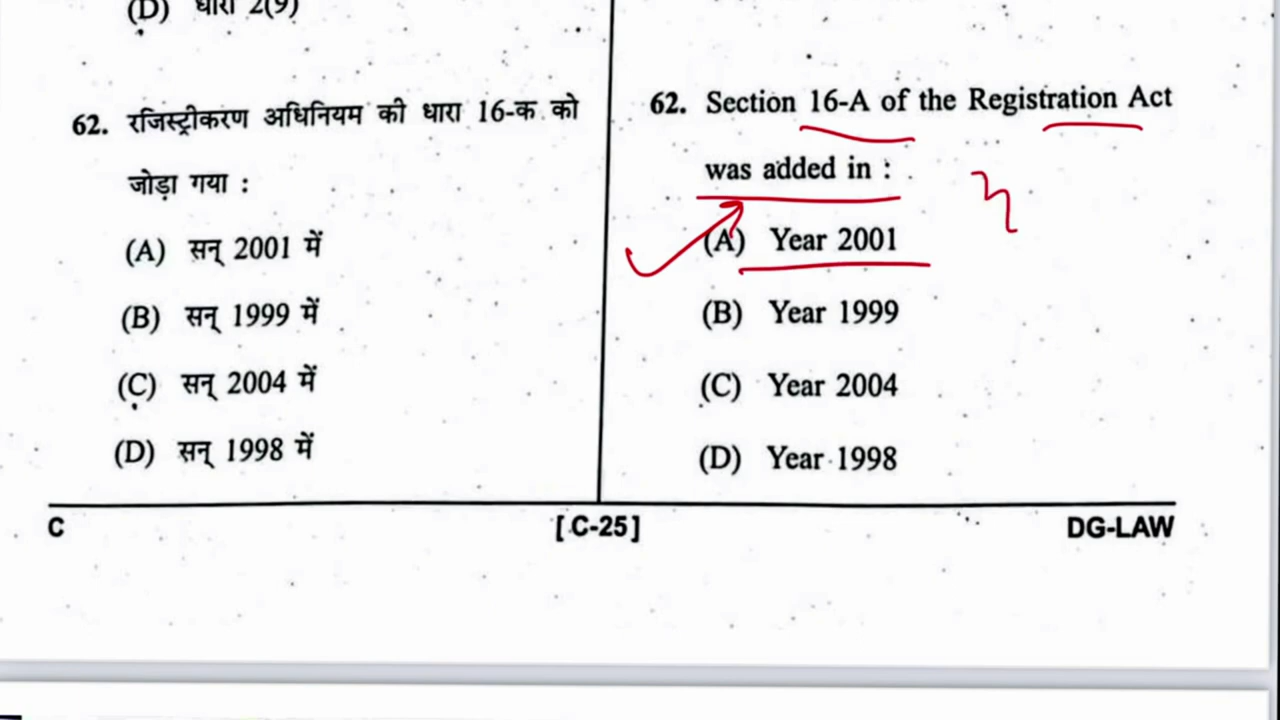 (D) धारा 2(9)
62. रजिस्ट्रीकरण अधिनियम की धारा 16-क को
जोड़ा गया :
(A) सन् 2001 में
(B) सन् 1999 में
(C) सन् 2004 में
(D) सन् 1998 में
62. Section 16-A of the Registration Act
was added in :
(A) Year 2001
(B) Year 1999
(C) Year 2004
(D) Year 1998
C
[ C-25 ]
DG-LAW